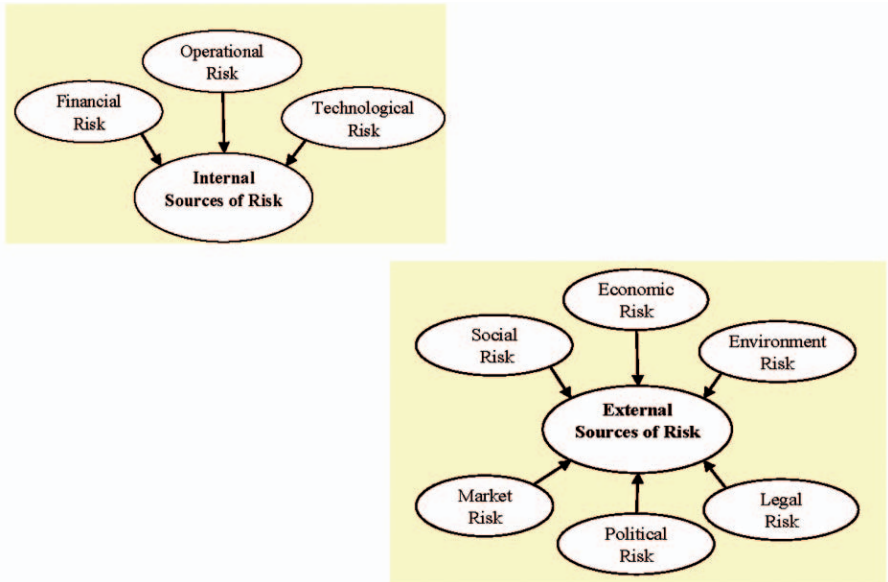 Operational
Risk
Financial
Risk
Technological
Risk
Internal
Sources of Risk
Economic
Risk
Social
Risk
Environment
Risk
External
Sources of Risk
Market
Risk
Legal
Risk
Political
Risk